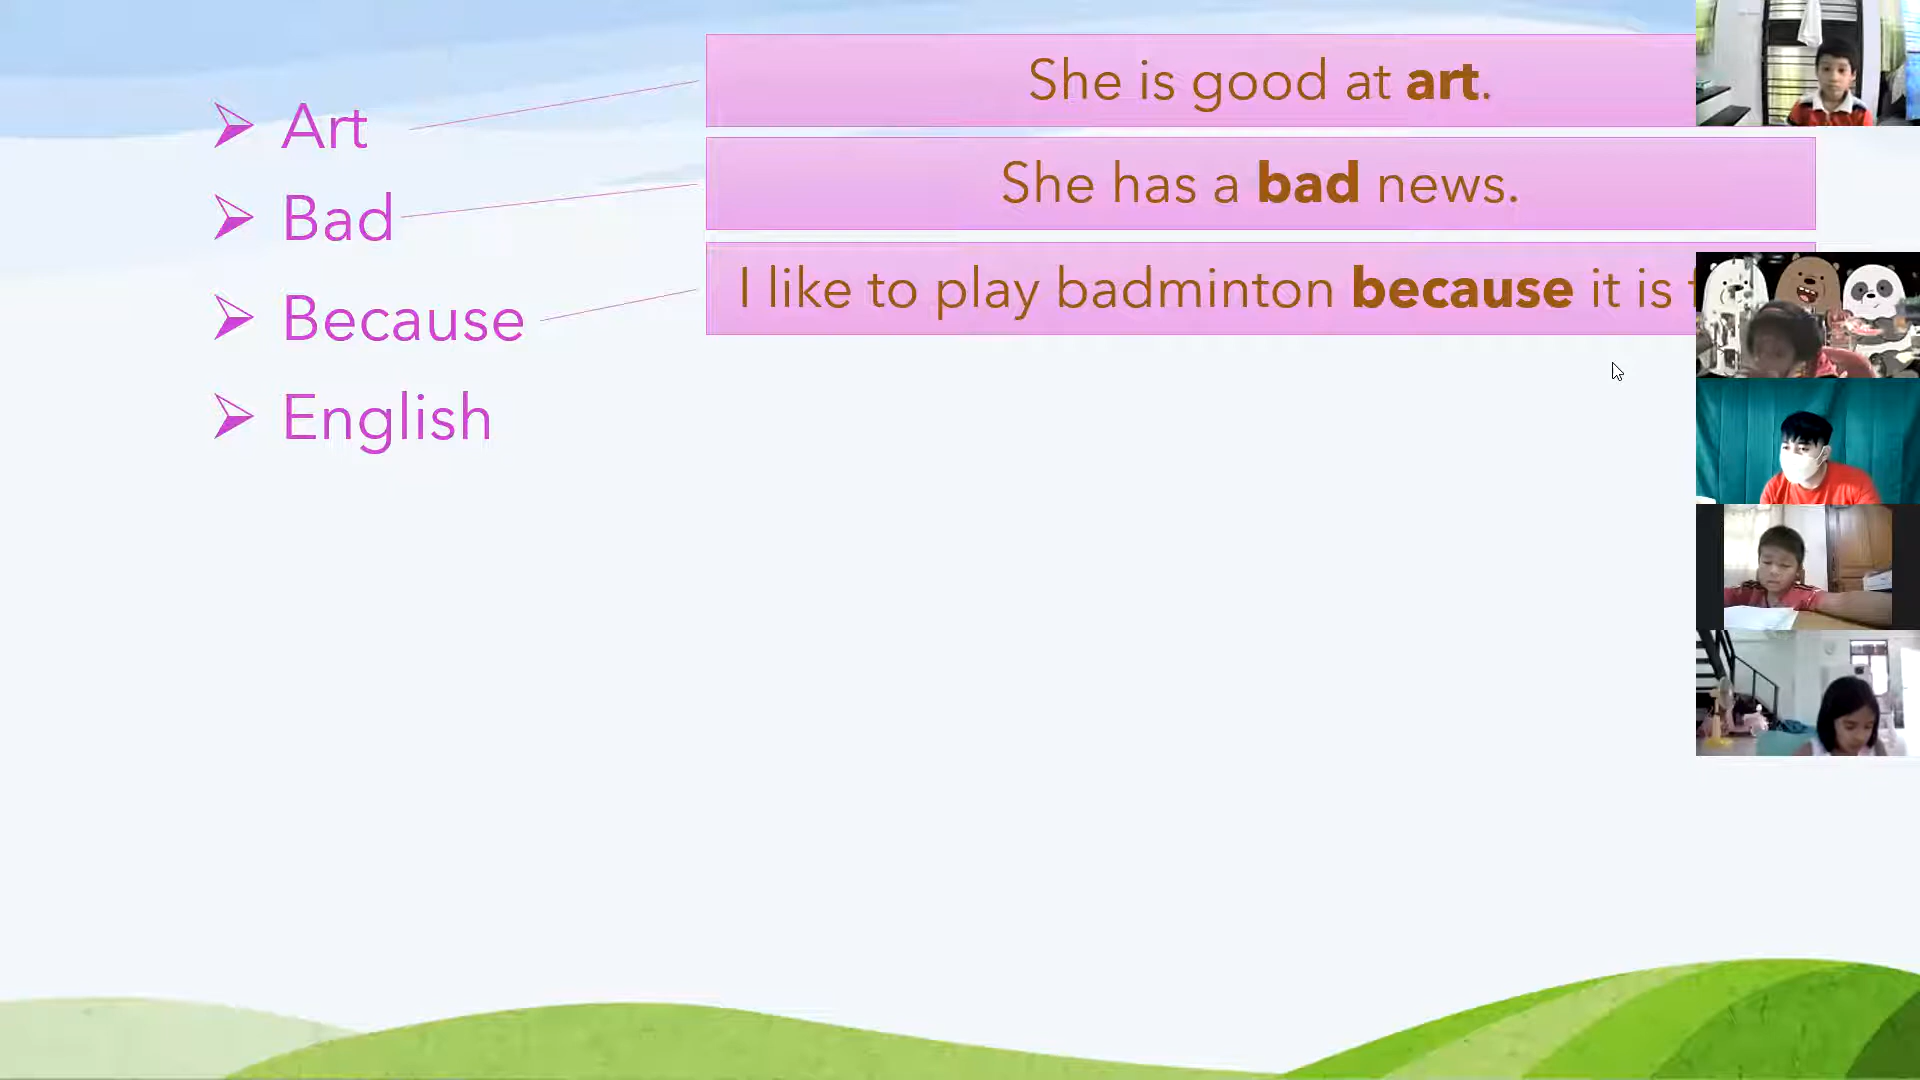 Art
She is good at art.
Bad
She has a bad news.
Because
I like to play badminton because it is
English